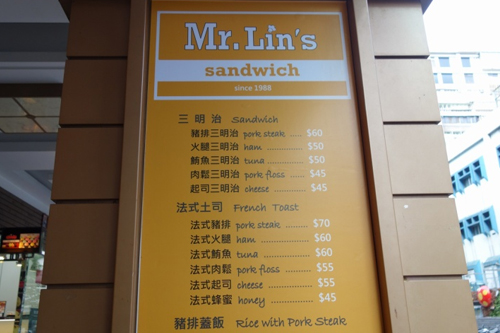 Mr. Lin's
sandwich
since 1988
三明治 Sandwich
豬排三明治 pork steak ...... $60
火腿三明治 ham ............... $50
鮪魚三明治 tuna ............... $50
肉鬆三明治 pork floss ...... $45
起司三明治 cheese ............. $45
法式土司 French Toast
法式豬排 pork steak ......... $70
法式火腿 ham .................. $60
法式鮪魚 tuna .................. $60
法式肉鬆 pork floss ......... $55
法式起司 cheese ................ $55
法式蜂蜜 honey ................ $45
豬排蓋飯 Rice with Pork Steak